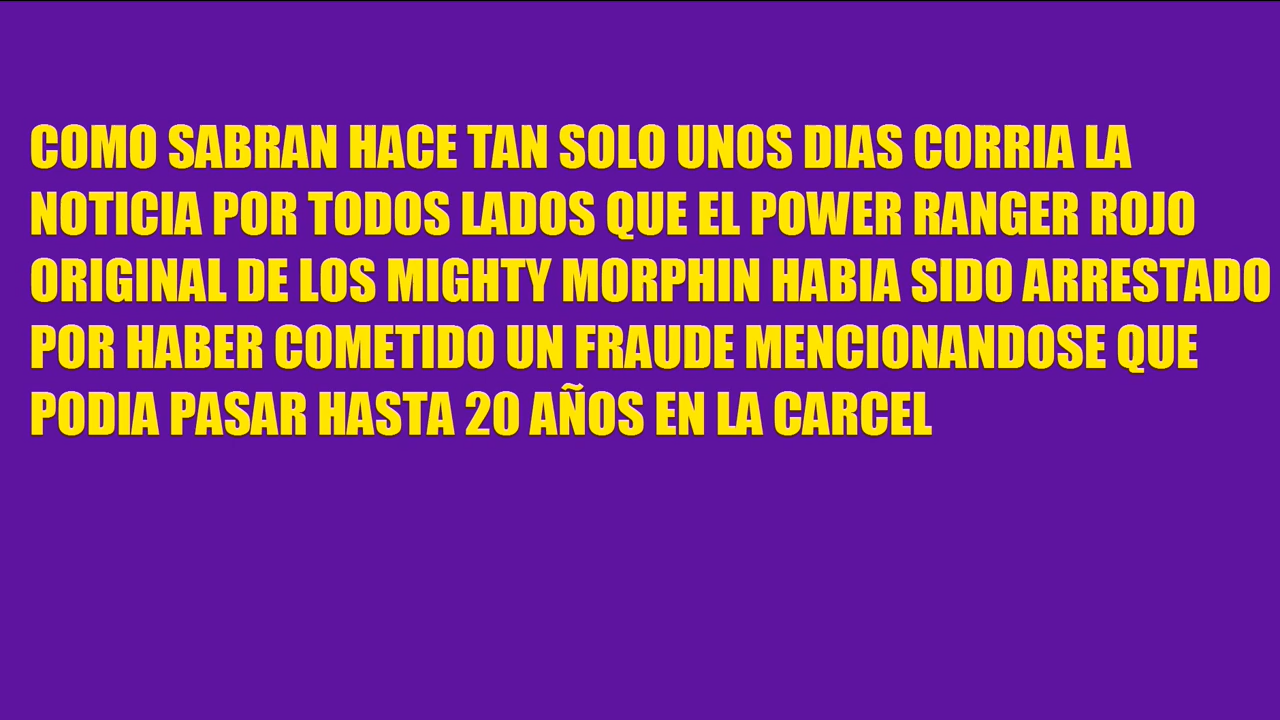 COMO SABRAN HACE TAN SOLO UNOS DIAS CORRIA LA
NOTICIA POR TODOS LADOS QUE EL POWER RANGER ROJO
ORIGINAL DE LOS MIGHTY MORPHIN HABIA SIDO ARRESTADO
POR HABER COMETIDO UN FRAUDE MENCIONANDOSE QUE
PODIA PASAR HASTA 20 AÑOS EN LA CARCEL